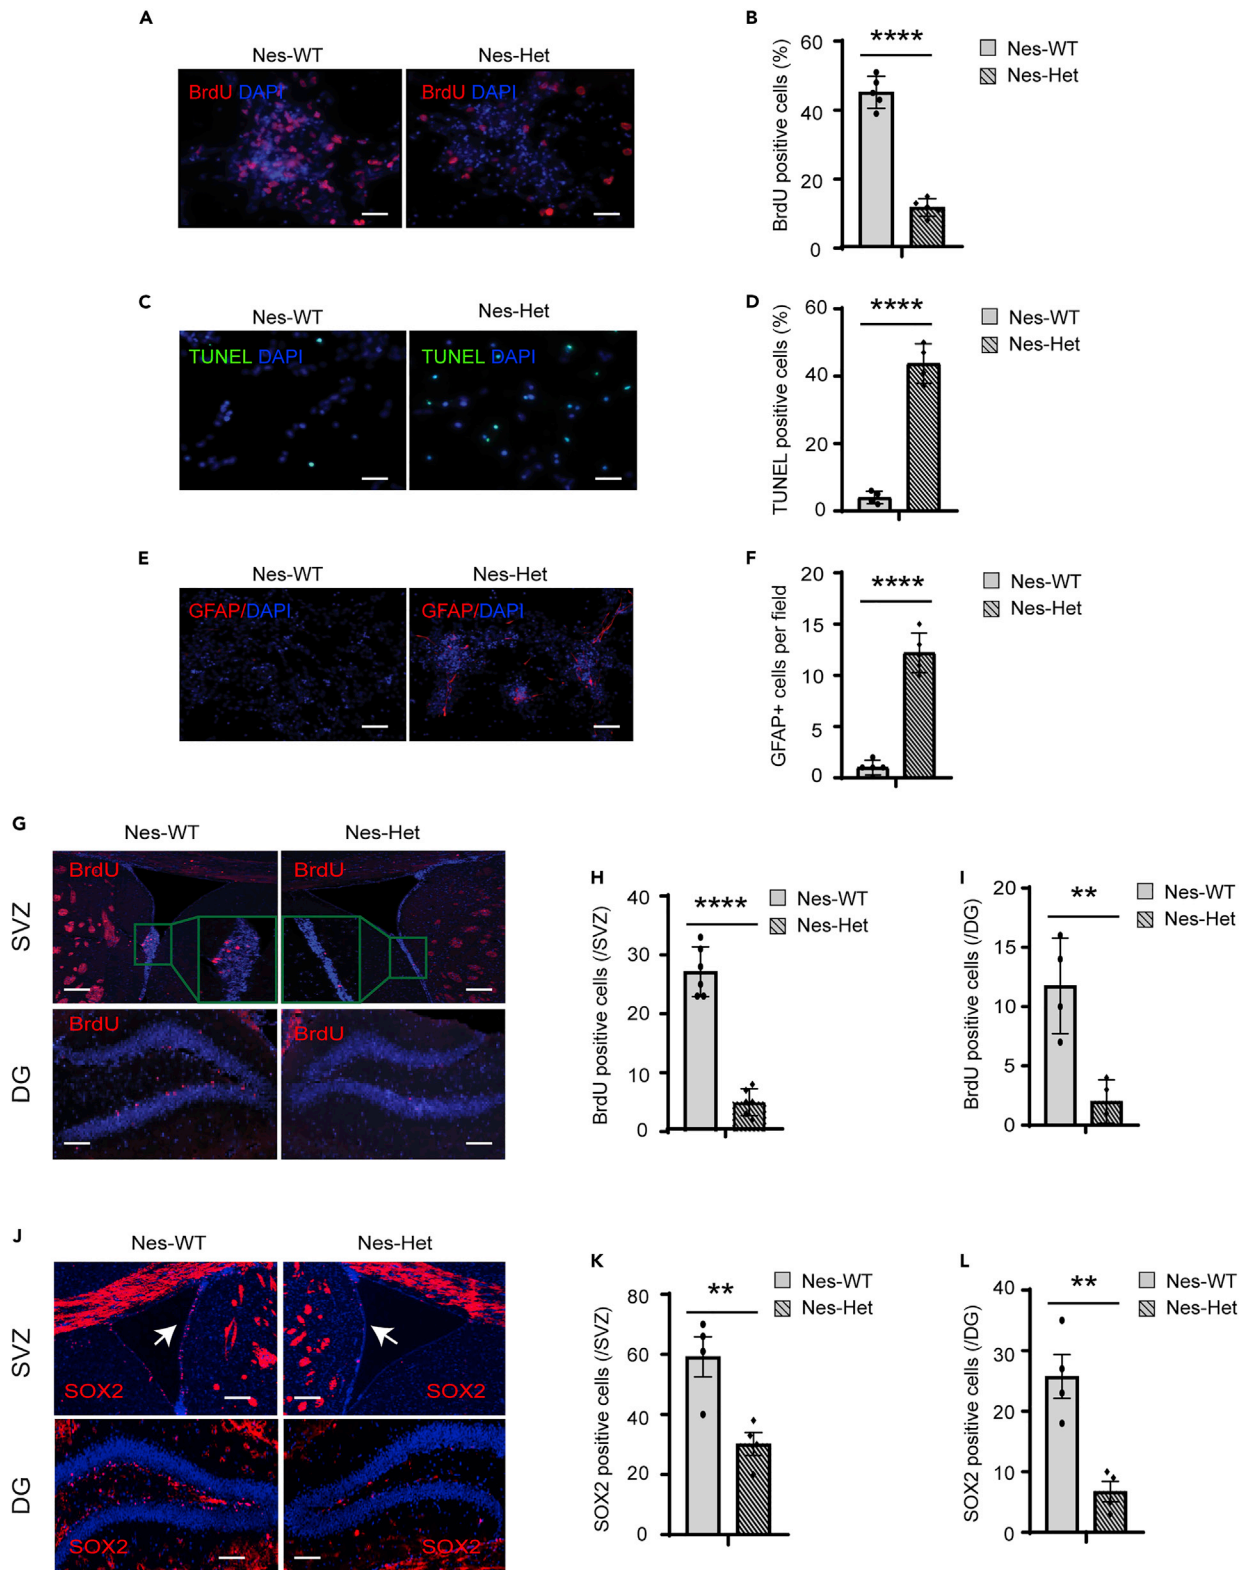 A
Nes-WT Nes-Het
BrdU DAPI BrdU DAPI
B
BrdU positive cells (%)
60
40
20
0
****
Nes-WT
Nes-Het
C
Nes-WT Nes-Het
TUNEL DAPI TUNEL DAPI
D
TUNEL positive cells (%)
60
40
20
0
****
Nes-WT
Nes-Het
E
Nes-WT Nes-Het
GFAP/DAPI GFAP/DAPI
F
GFAP+ cells per field
20
15
10
5
0
****
Nes-WT
Nes-Het
G
Nes-WT Nes-Het
SVZ
BrdU BrdU
DG
BrdU BrdU
H
BrdU positive cells (/SVZ)
40
30
20
10
0
****
Nes-WT
Nes-Het
I
BrdU positive cells (/DG)
20
15
10
5
0
**
Nes-WT
Nes-Het
J
Nes-WT Nes-Het
SVZ
SOX2 SOX2
DG
SOX2 SOX2
K
SOX2 positive cells (/SVZ)
80
60
40
20
0
**
Nes-WT
Nes-Het
L
SOX2 positive cells (/DG)
40
30
20
10
0
**
Nes-WT
Nes-Het